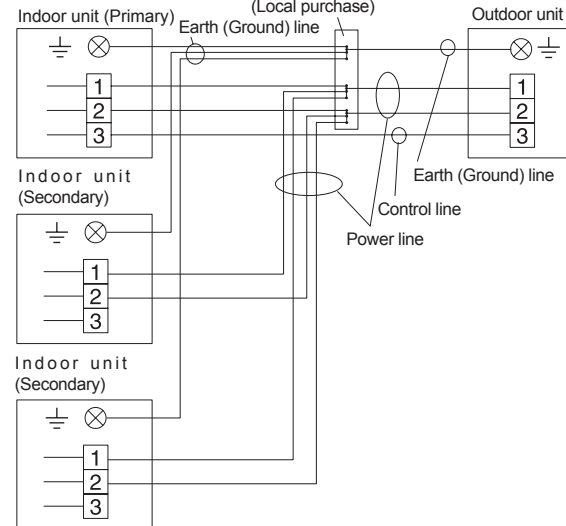 (Local purchase)
Indoor unit (Primary)
Earth (Ground) line
Outdoor unit
1
2
3
1
2
3
Earth (Ground) line
Control line
Power line
Indoor unit
(Secondary)
1
2
3
Indoor unit
(Secondary)
1
2
3